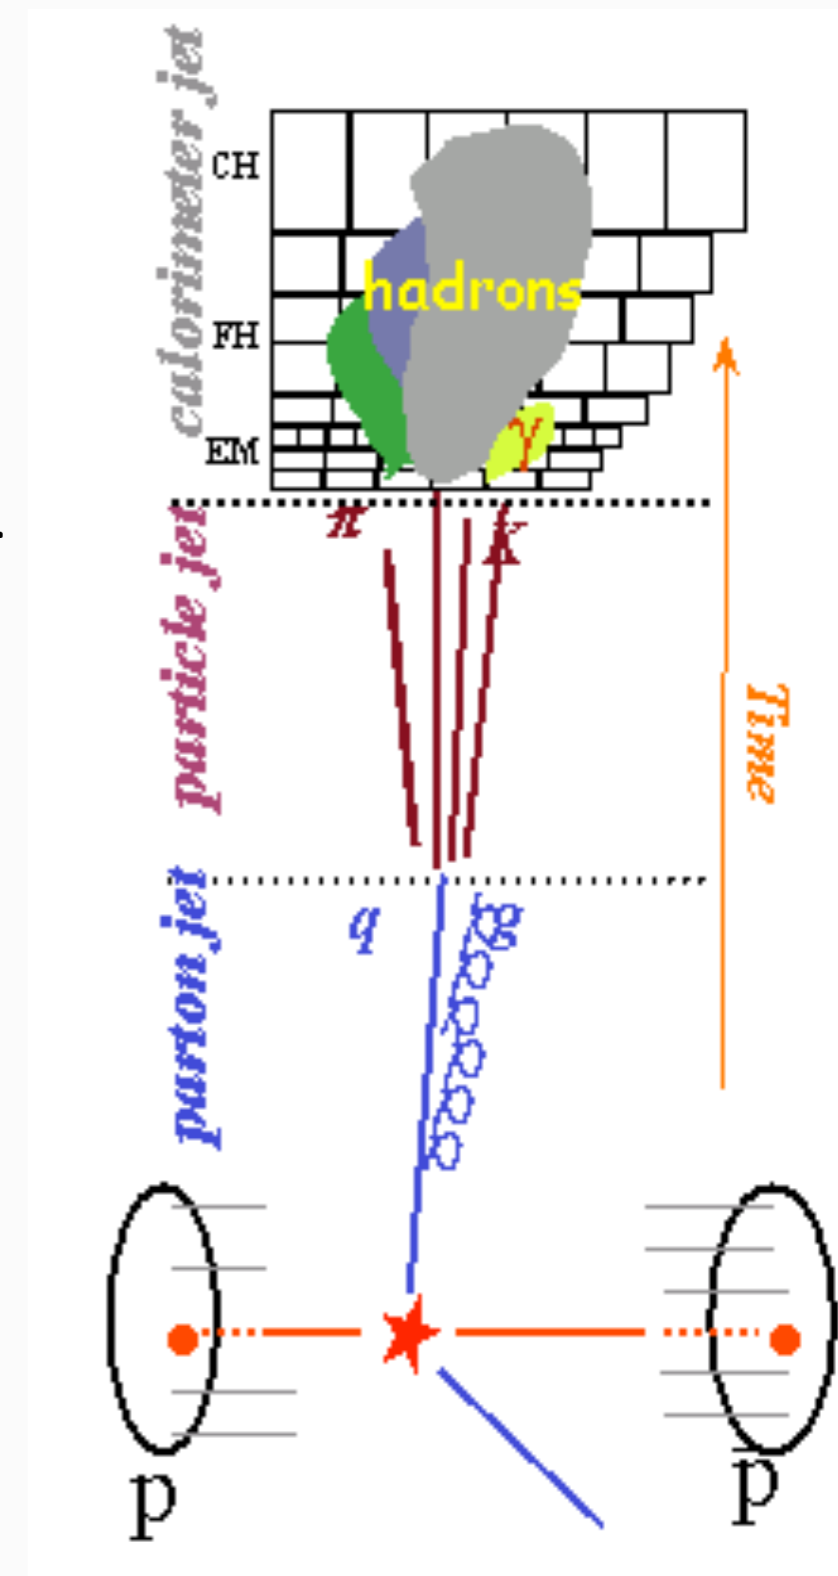 calorimeter jet
CH
hadrons
FH
γ
EM
π
K
particle jet
Time
parton jet
q
g
p
p̅